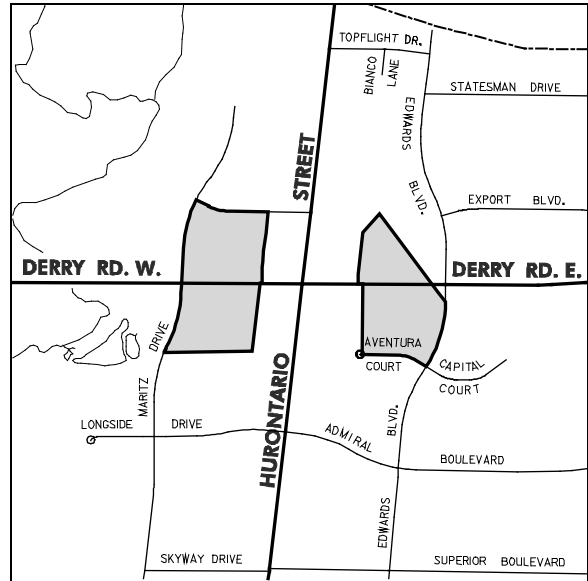 TOPFLIGHT DR.
BIANCO
LANE
STATESMAN DRIVE
EDWARDS
BLVD.
STREET
EXPORT BLVD.
DERRY RD. W.
DERRY RD. E.
AVENTURA
COURT
CAPITAL
COURT
DRIVE
MARITZ
HURONTARIO
LONGSIDE DRIVE
ADMIRAL
BOULEVARD
BLVD.
EDWARDS
SKYWAY DRIVE
SUPERIOR BOULEVARD